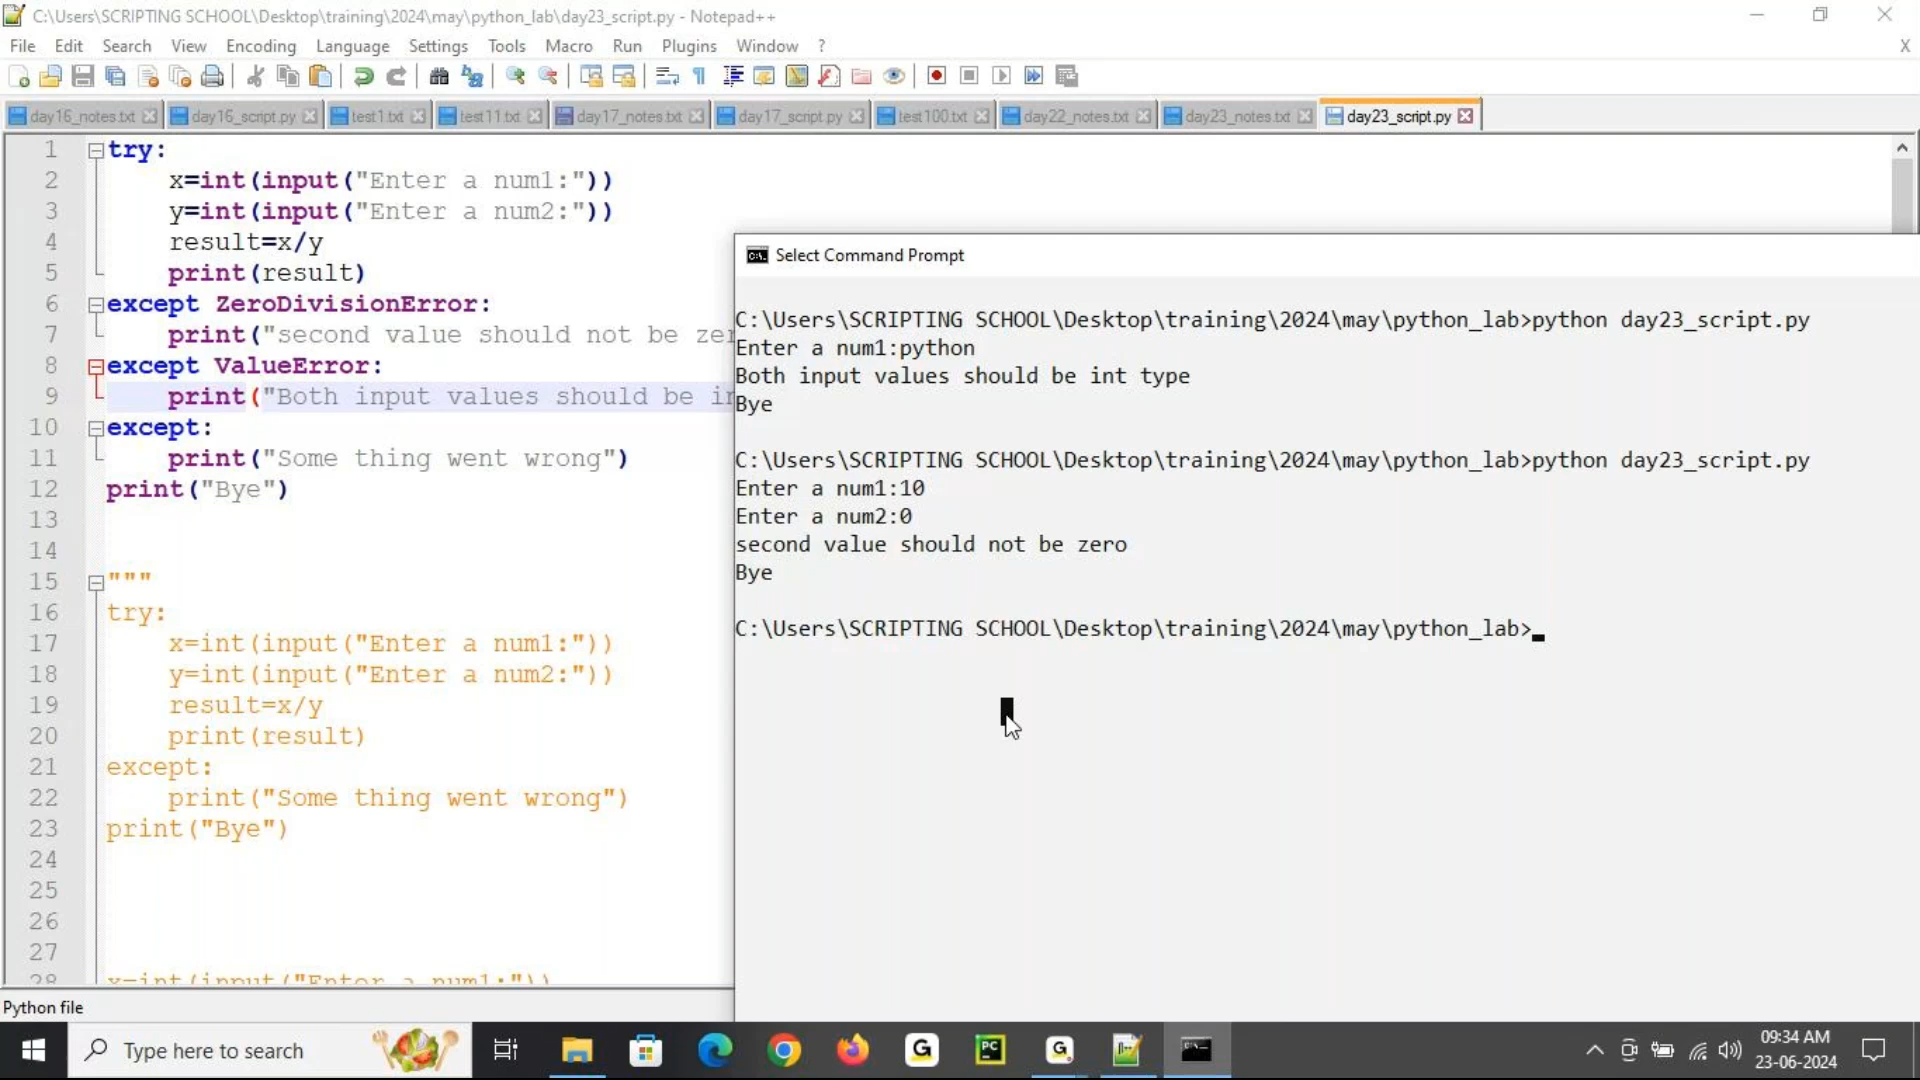 C:\Users\SCRIPTING SCHOOL\Desktop\training\2024\may\python_lab\day23_script.py - Notepad++
File Edit Search View Encoding Language Settings Tools Macro Run Plugins Window ? X
day16_notes.txt day16_script.py test1.txt test11.txt day17_notes.txt day17_script.py test100.txt day22_notes.txt day23_notes.txt day23_script.py
1 try:
2 x=int(input("Enter a num1:"))
3 y=int(input("Enter a num2:"))
4 result=x/y
5 print(result)
6 except ZeroDivisionError:
7 print("second value should not be zer
8 except ValueError:
9 print("Both input values should be in
10 except:
11 print("Some thing went wrong")
12 print("Bye")
13
14
15 """
16 try:
17 x=int(input("Enter a num1:"))
18 y=int(input("Enter a num2:"))
19 result=x/y
20 print(result)
21 except:
22 print("Some thing went wrong")
23 print("Bye")
24
25
26
27
28 x=int(input("Enter a num1:"))
Select Command Prompt
C:\Users\SCRIPTING SCHOOL\Desktop\training\2024\may\python_lab>python day23_script.py
Enter a num1:python
Both input values should be int type
Bye
C:\Users\SCRIPTING SCHOOL\Desktop\training\2024\may\python_lab>python day23_script.py
Enter a num1:10
Enter a num2:0
second value should not be zero
Bye
C:\Users\SCRIPTING SCHOOL\Desktop\training\2024\may\python_lab>
Python file
Type here to search
09:34 AM
23-06-2024